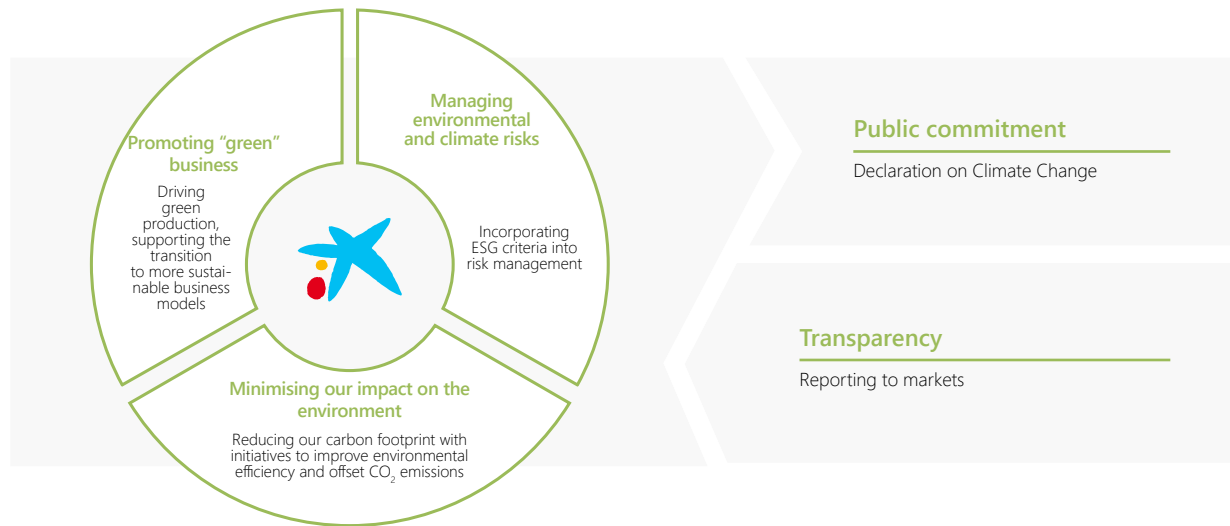 Promoting “green”
business
Driving
green
production,
supporting the
transition
to more sustai-
nable business
models
Managing
environmental
and climate risks
Incorporating
ESG criteria into
risk management
Minimising our impact on the
environment
Reducing our carbon footprint with
initiatives to improve environmental
efficiency and offset CO₂ emissions
Public commitment
Declaration on Climate Change
Transparency
Reporting to markets